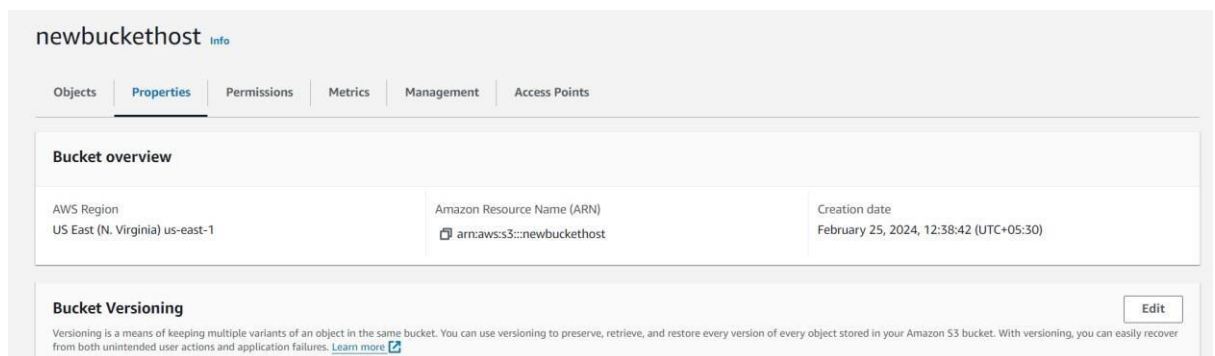 newbuckethost Info
Objects Properties Permissions Metrics Management Access Points
Bucket overview
AWS Region Amazon Resource Name (ARN) Creation date
US East (N. Virginia) us-east-1 arn:aws:s3:::newbuckethost February 25, 2024, 12:38:42 (UTC+05:30)
Bucket Versioning Edit
Versioning is a means of keeping multiple variants of an object in the same bucket. You can use versioning to preserve, retrieve, and restore every version of every object stored in your Amazon S3 bucket. With versioning, you can easily recover
from both unintended user actions and application failures. Learn more